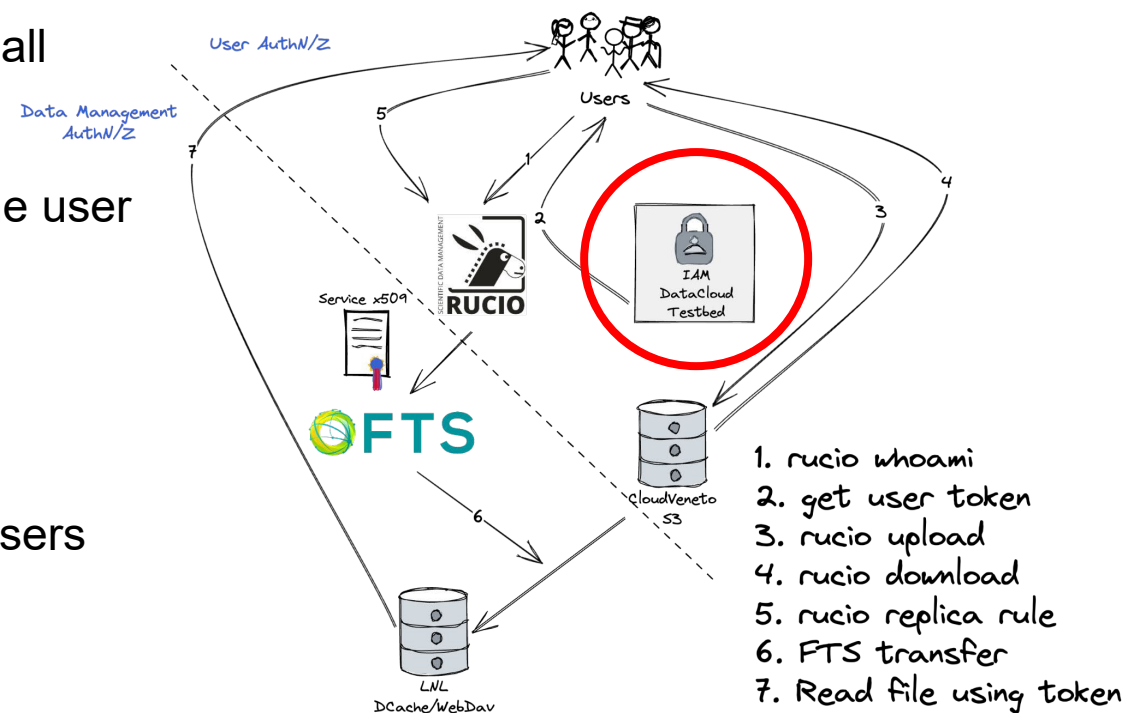 all
User AuthN/Z
Data Management
AuthN/Z
Users
5
7
1
4
e user
2
3
SCIENTIFIC DATA MANAGEMENT
RUCIO
IAM
DataCloud
Testbed
Service x509
FTS
CloudVeneto
S3
6
sers
LNL
DCache/WebDav
1. rucio whoami
2. get user token
3. rucio upload
4. rucio download
5. rucio replica rule
6. FTS transfer
7. Read file using token